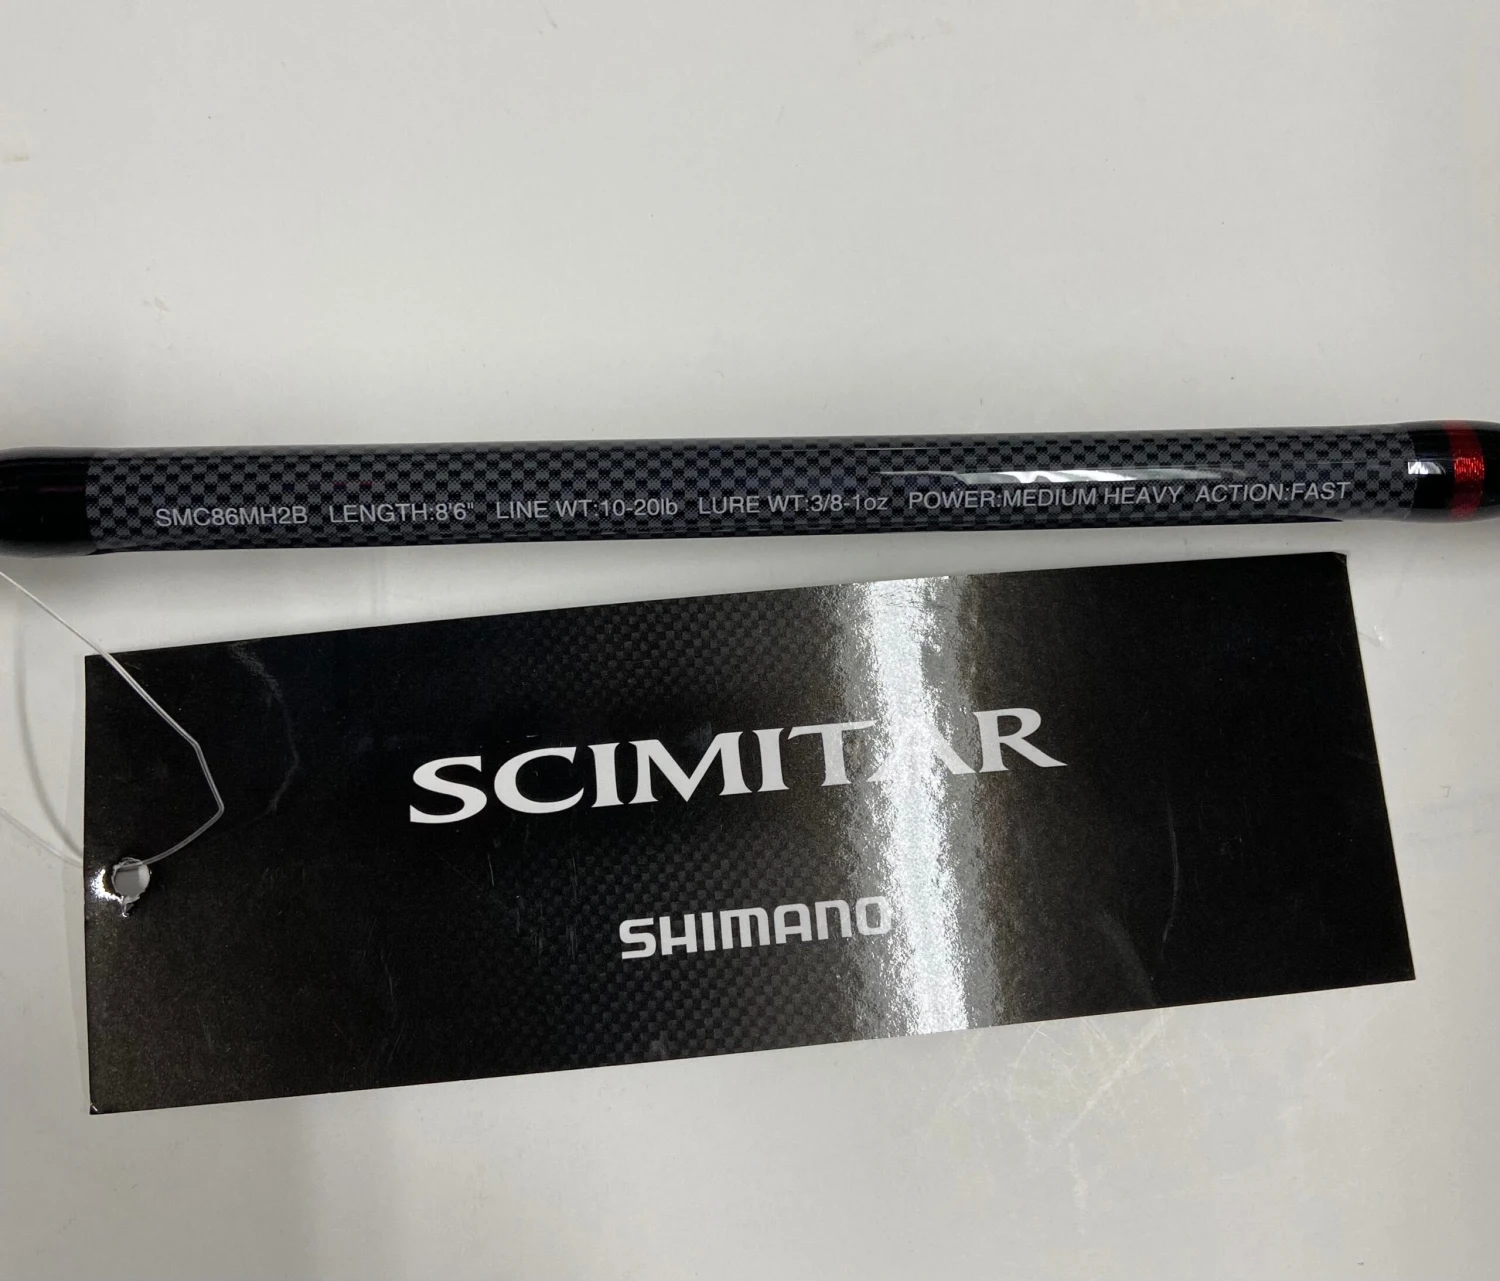 SMC86MH2B LENGTH:8'6" LINE WT:10-20lb LURE WT:3/8-1oz POWER:MEDIUM HEAVY ACTION:FAST
SCIMITAR
SHIMANO